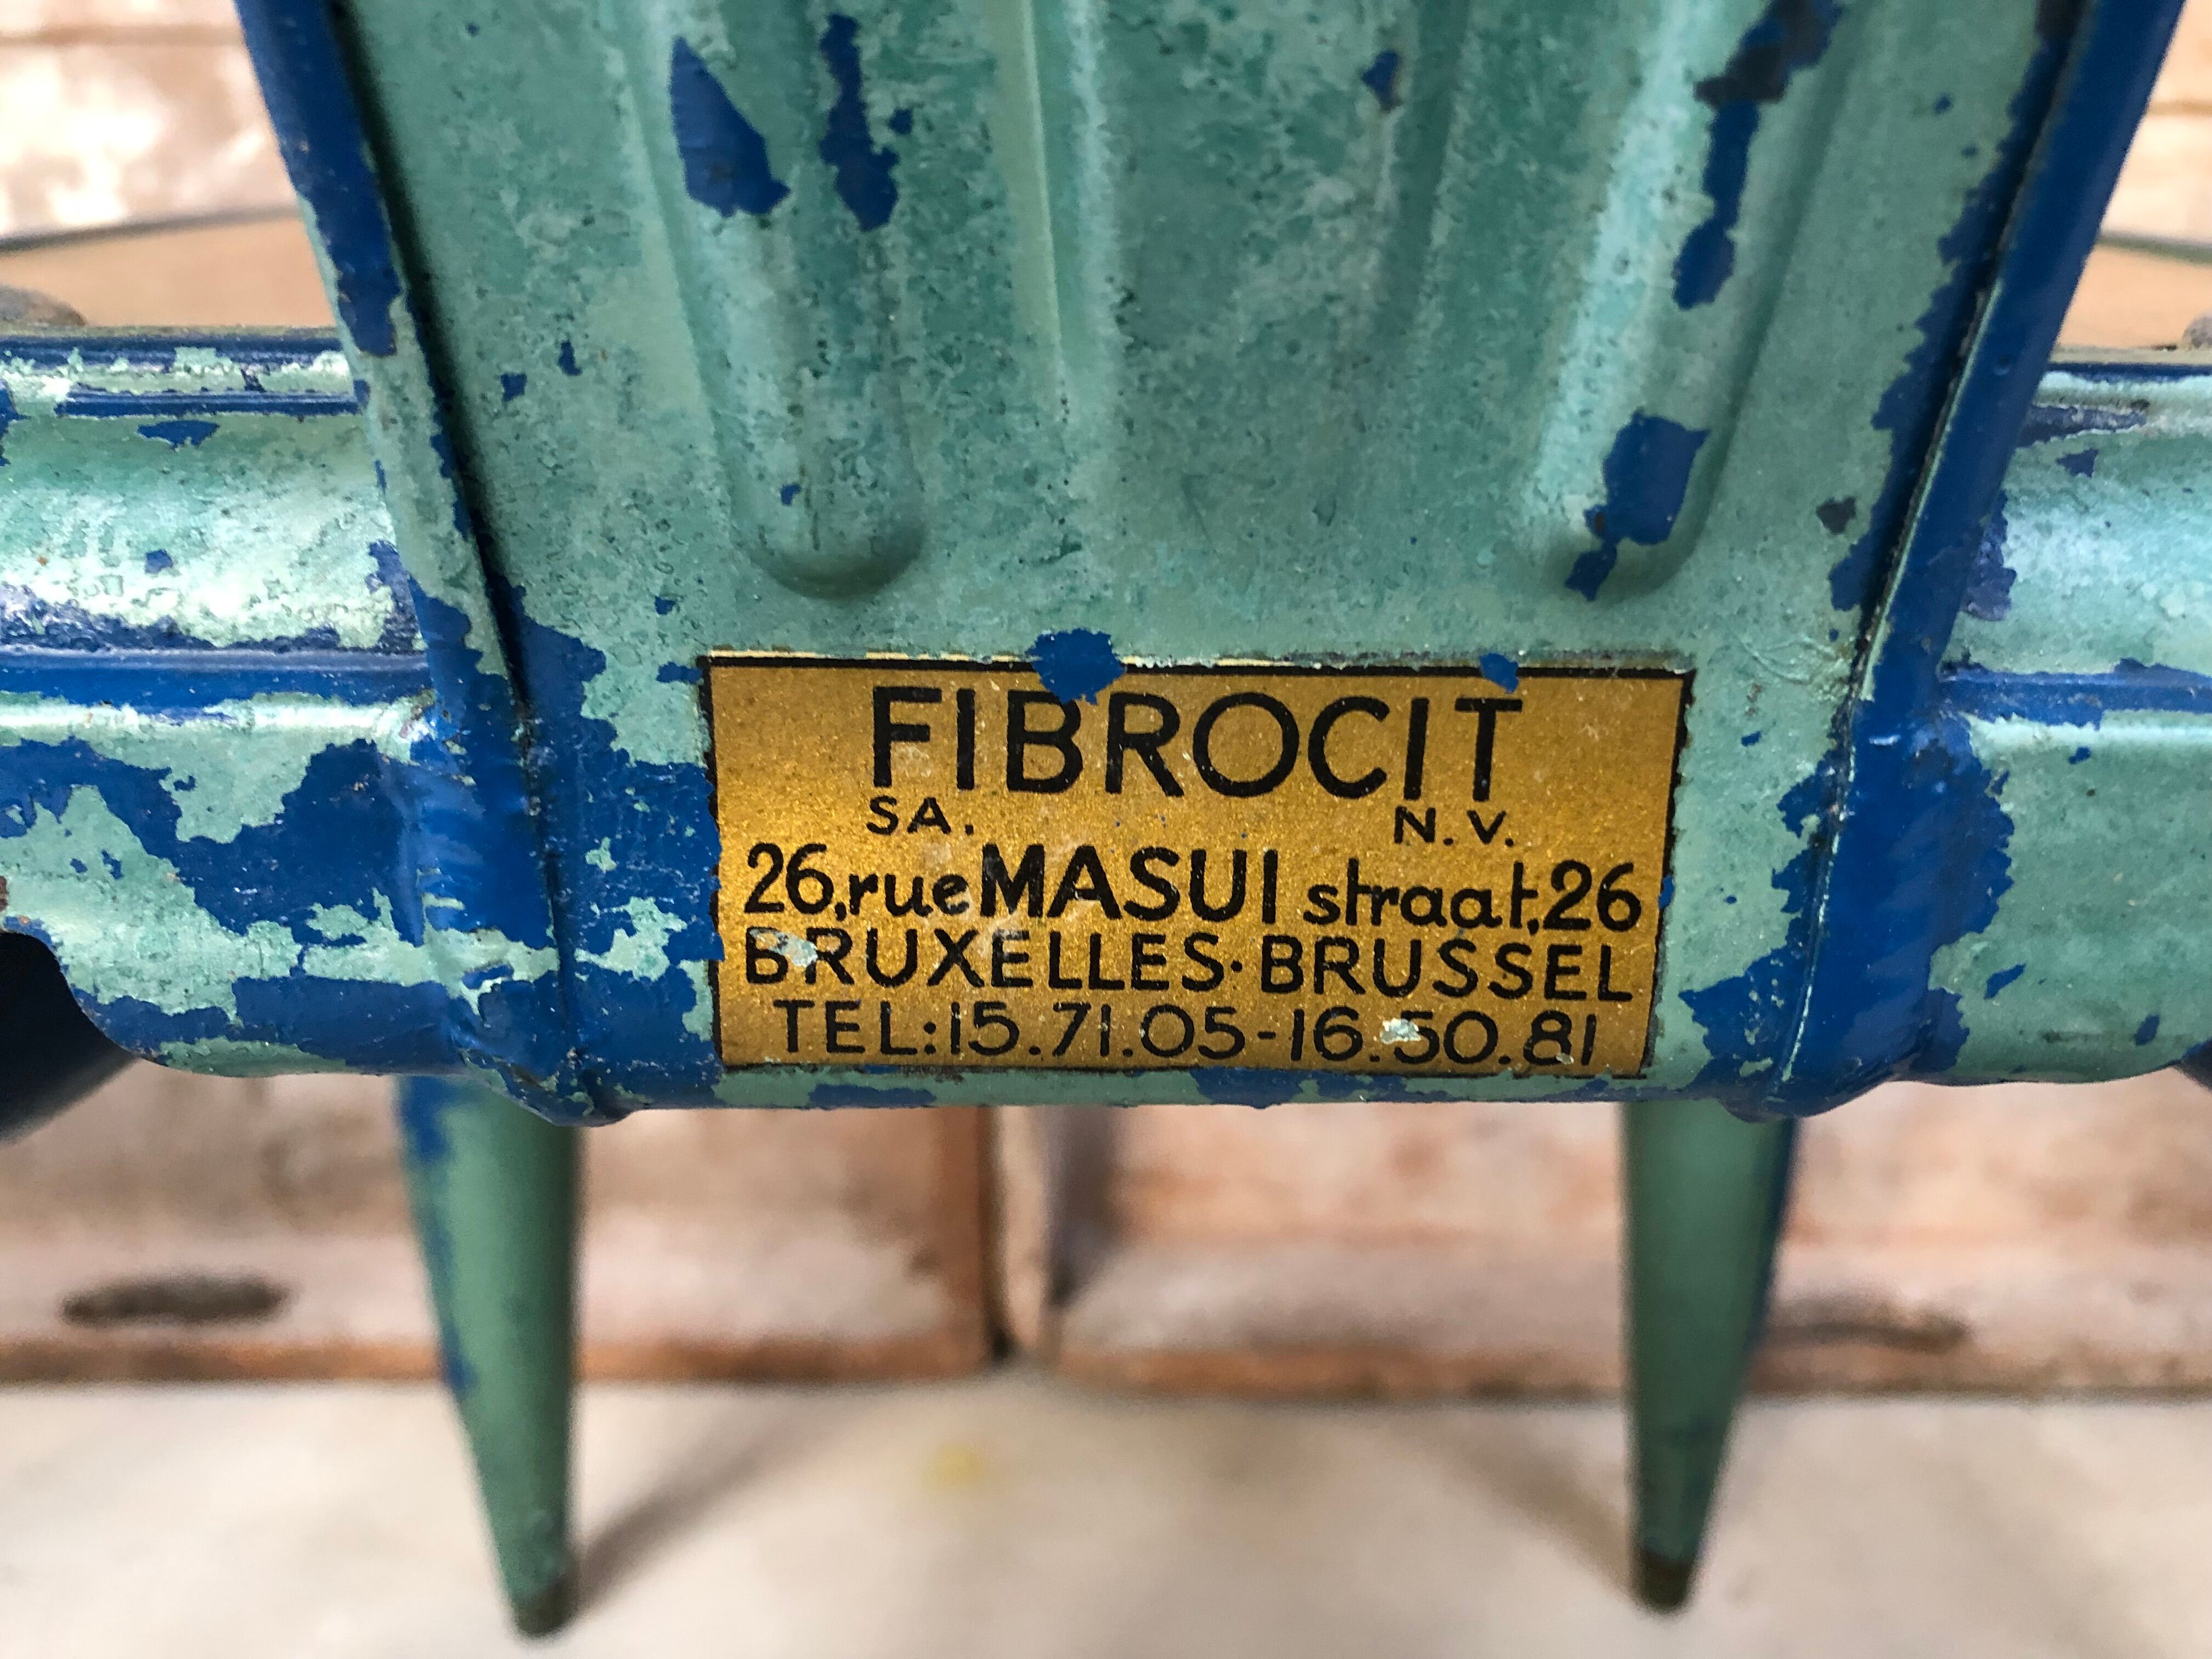 FIBROCIT
SA. N.V.
26,rue MASUI straat,26
BRUXELLES·BRUSSEL
TEL:15.71.05-16.50.81